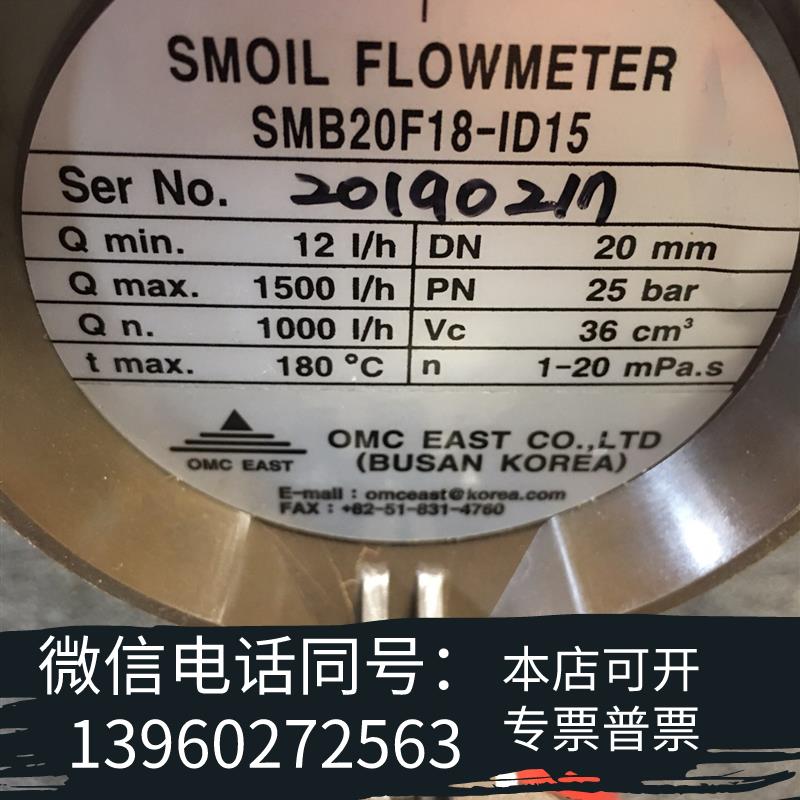 SMOIL FLOWMETER
SMB20F18-ID15
Ser No. 20190217
Q min. 12 l/h DN 20 mm
Q max. 1500 l/h PN 25 bar
Q n. 1000 l/h Vc 36 cm³
t max. 180 °C n 1-20 mPa.s
OMC EAST
OMC EAST CO.,LTD
(BUSAN KOREA)
E-mail : omceast@korea.com
FAX : +82-51-831-4760
微信电话同号：
13960272563
本店可开
专票普票